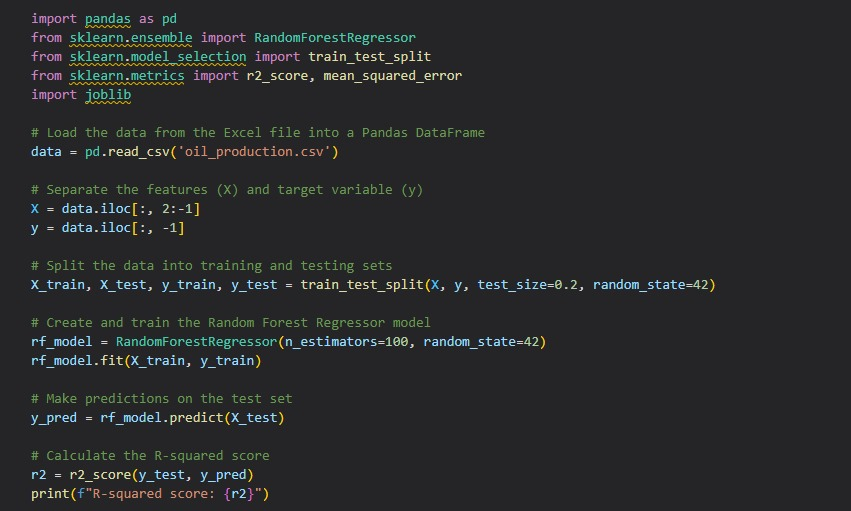 import pandas as pd
from sklearn.ensemble import RandomForestRegressor
from sklearn.model_selection import train_test_split
from sklearn.metrics import r2_score, mean_squared_error
import joblib
# Load the data from the Excel file into a Pandas DataFrame
data = pd.read_csv('oil_production.csv')
# Separate the features (X) and target variable (y)
X = data.iloc[:, 2:-1]
y = data.iloc[:, -1]
# Split the data into training and testing sets
X_train, X_test, y_train, y_test = train_test_split(X, y, test_size=0.2, random_state=42)
# Create and train the Random Forest Regressor model
rf_model = RandomForestRegressor(n_estimators=100, random_state=42)
rf_model.fit(X_train, y_train)
# Make predictions on the test set
y_pred = rf_model.predict(X_test)
# Calculate the R-squared score
r2 = r2_score(y_test, y_pred)
print(f"R-squared score: {r2}")